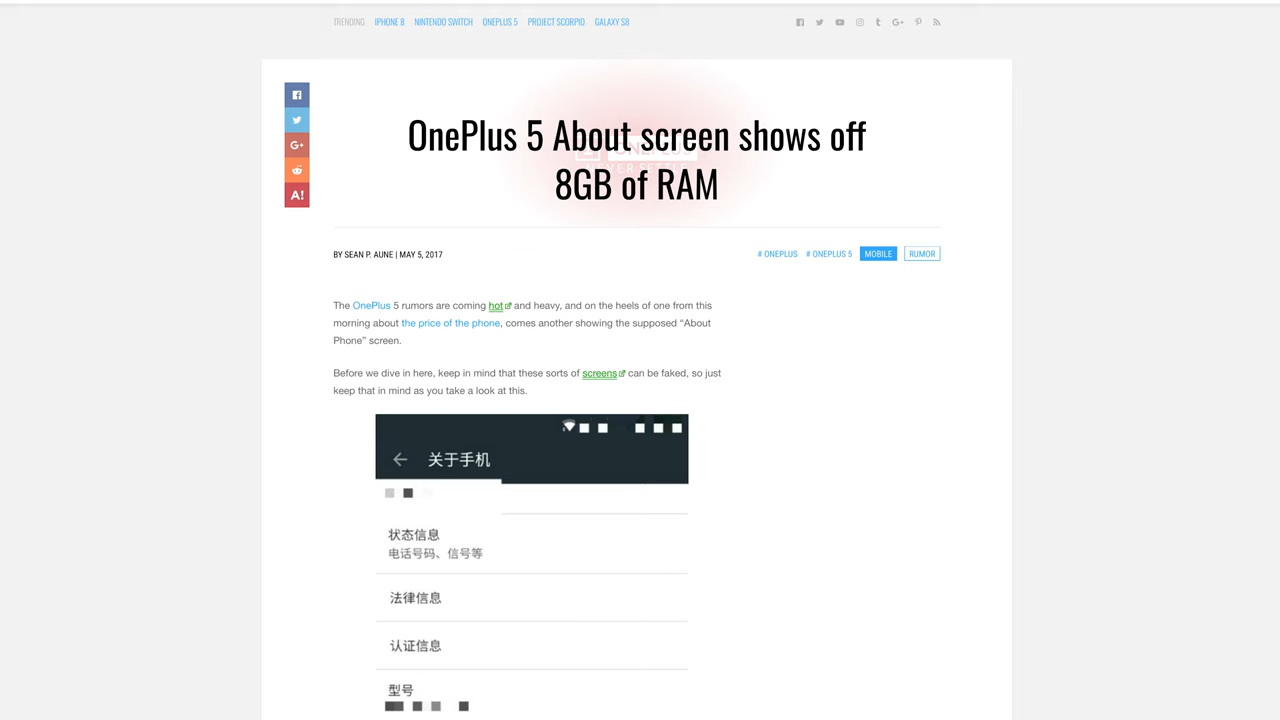 TRENDING IPHONE 8 NINTENDO SWITCH ONEPLUS 5 PROJECT SCORPIO GALAXY S8
A!
OnePlus 5 About screen shows off
8GB of RAM
NEVER SETTLE
BY SEAN P. AUNE | MAY 5, 2017
# ONEPLUS # ONEPLUS 5 MOBILE RUMOR
The OnePlus 5 rumors are coming hot and heavy, and on the heels of one from this
morning about the price of the phone, comes another showing the supposed “About
Phone” screen.
Before we dive in here, keep in mind that these sorts of screens can be faked, so just
keep that in mind as you take a look at this.
关于手机
状态信息
电话号码、信号等
法律信息
认证信息
型号